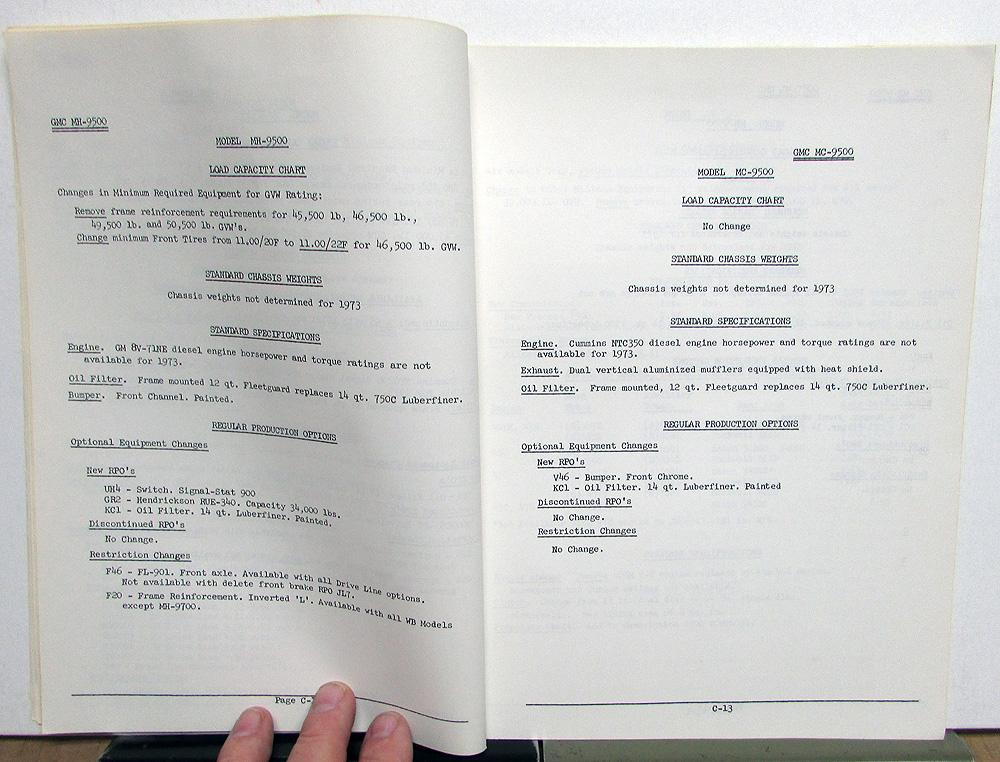 GMC MH-9500
MODEL MH-9500
LOAD CAPACITY CHART
Changes in Minimum Required Equipment for GVW Rating:
Remove frame reinforcement requirements for 45,500 lb, 46,500 lb.,
49,500 lb. and 50,500 lb. GVW's.
Change minimum Front Tires from 11.00/20F to 11.00/22F for 46,500 lb. GVW.
STANDARD CHASSIS WEIGHTS
Chassis weights not determined for 1973
STANDARD SPECIFICATIONS
Engine. GM 8V-71NE diesel engine horsepower and torque ratings are not
available for 1973.
Oil Filter. Frame mounted 12 qt. Fleetguard replaces 14 qt. 750C Luberfiner.
Bumper. Front Channel. Painted.
REGULAR PRODUCTION OPTIONS
Optional Equipment Changes
New RPO's
UH4 - Switch. Signal-Stat 900
GR2 - Hendrickson RUE-340. Capacity 34,000 lbs.
KC1 - Oil Filter. 14 qt. Luberfiner. Painted.
Discontinued RPO's
No Change.
Restriction Changes
F46 - FL-901. Front axle. Available with all Drive Line options.
Not available with delete front brake RPO JL7.
F20 - Frame Reinforcement. Inverted 'L'. Available with all WB Models
except MH-9700.
Page C-
GMC MC-9500
MODEL MC-9500
LOAD CAPACITY CHART
No Change
STANDARD CHASSIS WEIGHTS
Chassis weights not determined for 1973
STANDARD SPECIFICATIONS
Engine. Cummins NTC350 diesel engine horsepower and torque ratings are not
available for 1973.
Exhaust. Dual vertical aluminized mufflers equipped with heat shield.
Oil Filter. Frame mounted, 12 qt. Fleetguard replaces 14 qt. 750C Luberfiner.
REGULAR PRODUCTION OPTIONS
Optional Equipment Changes
New RPO's
V46 - Bumper. Front Chrome.
KC1 - Oil Filter. 14 qt. Luberfiner. Painted
Discontinued RPO's
No Change.
Restriction Changes
No Change.
C-13